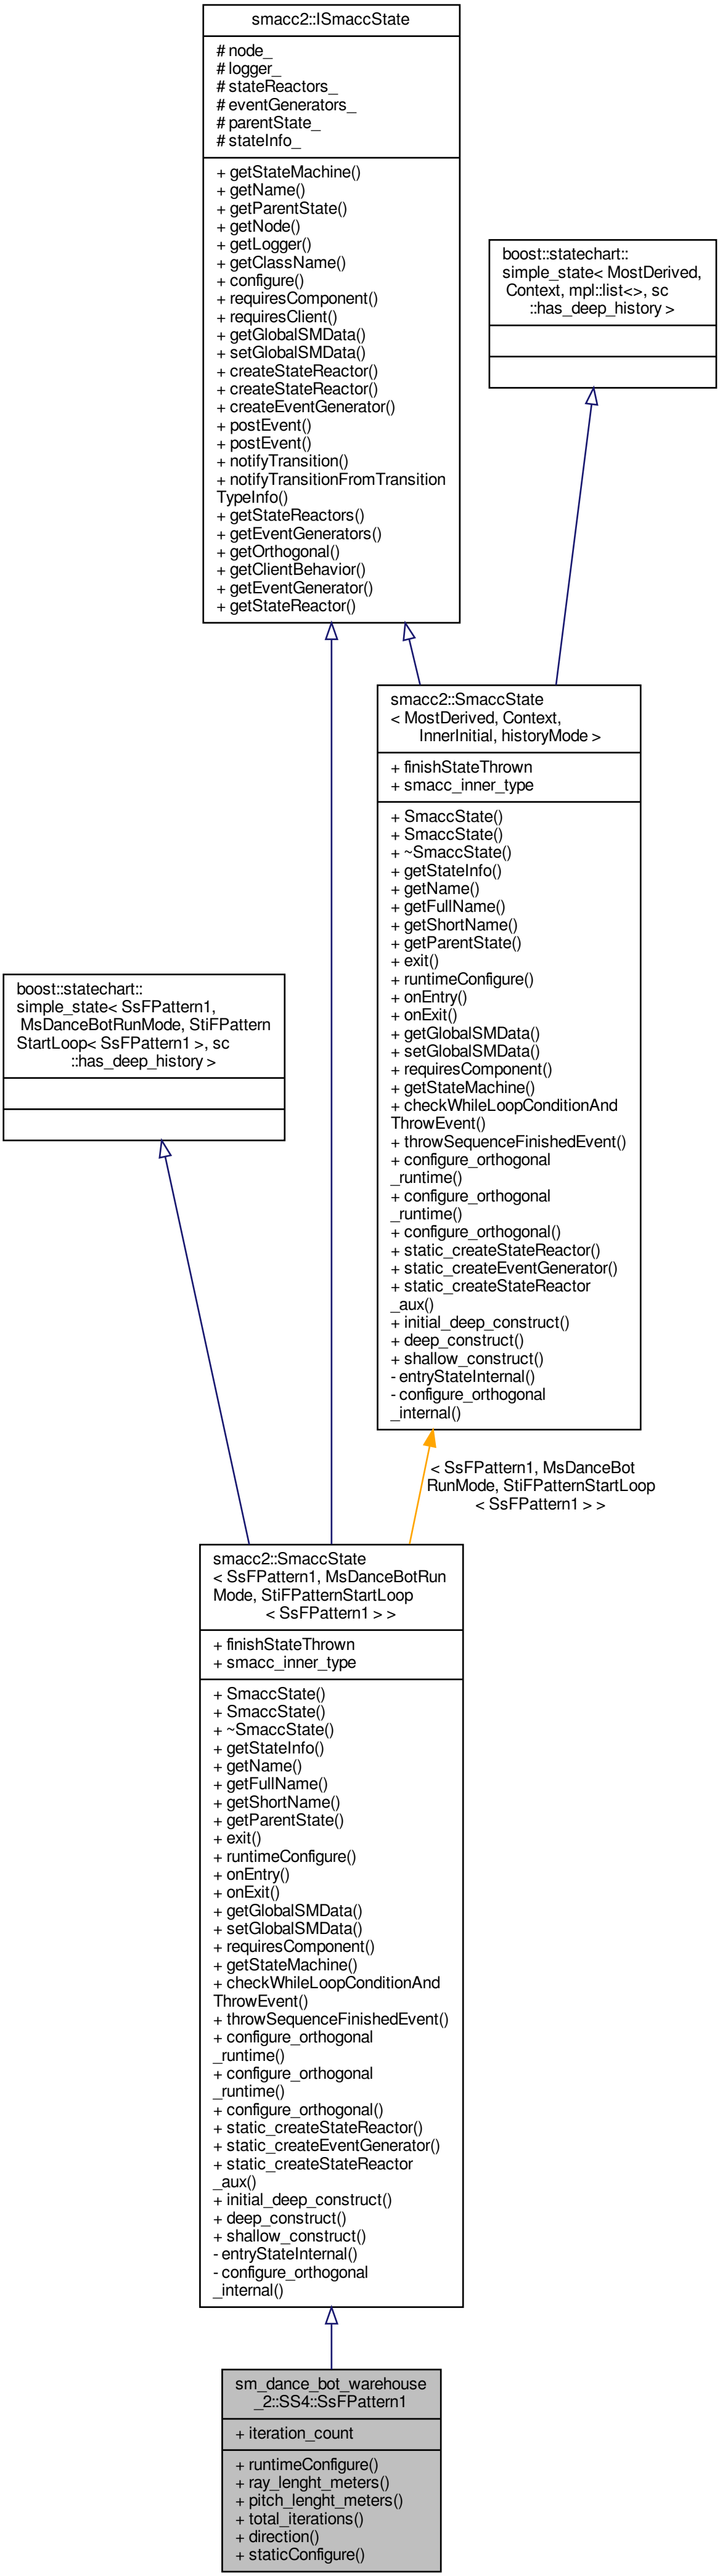 smacc2::ISmaccState
# node_
# logger_
# stateReactors_
# eventGenerators_
# parentState_
# stateInfo_
+ getStateMachine()
+ getName()
+ getParentState()
+ getNode()
+ getLogger()
+ getClassName()
+ configure()
+ requiresComponent()
+ requiresClient()
+ getGlobalSMData()
+ setGlobalSMData()
+ createStateReactor()
+ createStateReactor()
+ createEventGenerator()
+ postEvent()
+ postEvent()
+ notifyTransition()
+ notifyTransitionFromTransition
TypeInfo()
+ getStateReactors()
+ getEventGenerators()
+ getOrthogonal()
+ getClientBehavior()
+ getEventGenerator()
+ getStateReactor()
boost::statechart::
simple_state< MostDerived,
Context, mpl::list<>, sc
::has_deep_history >
smacc2::SmaccState
< MostDerived, Context,
InnerInitial, historyMode >
+ finishStateThrown
+ smacc_inner_type
+ SmaccState()
+ SmaccState()
+ ~SmaccState()
+ getStateInfo()
+ getName()
+ getFullName()
+ getShortName()
+ getParentState()
+ exit()
+ runtimeConfigure()
+ onEntry()
+ onExit()
+ getGlobalSMData()
+ setGlobalSMData()
+ requiresComponent()
+ getStateMachine()
+ checkWhileLoopConditionAnd
ThrowEvent()
+ throwSequenceFinishedEvent()
+ configure_orthogonal
_runtime()
+ configure_orthogonal
_runtime()
+ configure_orthogonal()
+ static_createStateReactor()
+ static_createEventGenerator()
+ static_createStateReactor
_aux()
+ initial_deep_construct()
+ deep_construct()
+ shallow_construct()
- entryStateInternal()
- configure_orthogonal
_internal()
boost::statechart::
simple_state< SsFPattern1,
MsDanceBotRunMode, StiFPattern
StartLoop< SsFPattern1 >, sc
::has_deep_history >
< SsFPattern1, MsDanceBot
RunMode, StiFPatternStartLoop
< SsFPattern1 > >
smacc2::SmaccState
< SsFPattern1, MsDanceBotRun
Mode, StiFPatternStartLoop
< SsFPattern1 > >
+ finishStateThrown
+ smacc_inner_type
+ SmaccState()
+ SmaccState()
+ ~SmaccState()
+ getStateInfo()
+ getName()
+ getFullName()
+ getShortName()
+ getParentState()
+ exit()
+ runtimeConfigure()
+ onEntry()
+ onExit()
+ getGlobalSMData()
+ setGlobalSMData()
+ requiresComponent()
+ getStateMachine()
+ checkWhileLoopConditionAnd
ThrowEvent()
+ throwSequenceFinishedEvent()
+ configure_orthogonal
_runtime()
+ configure_orthogonal
_runtime()
+ configure_orthogonal()
+ static_createStateReactor()
+ static_createEventGenerator()
+ static_createStateReactor
_aux()
+ initial_deep_construct()
+ deep_construct()
+ shallow_construct()
- entryStateInternal()
- configure_orthogonal
_internal()
sm_dance_bot_warehouse
_2::SS4::SsFPattern1
+ iteration_count
+ runtimeConfigure()
+ ray_lenght_meters()
+ pitch_lenght_meters()
+ total_iterations()
+ direction()
+ staticConfigure()